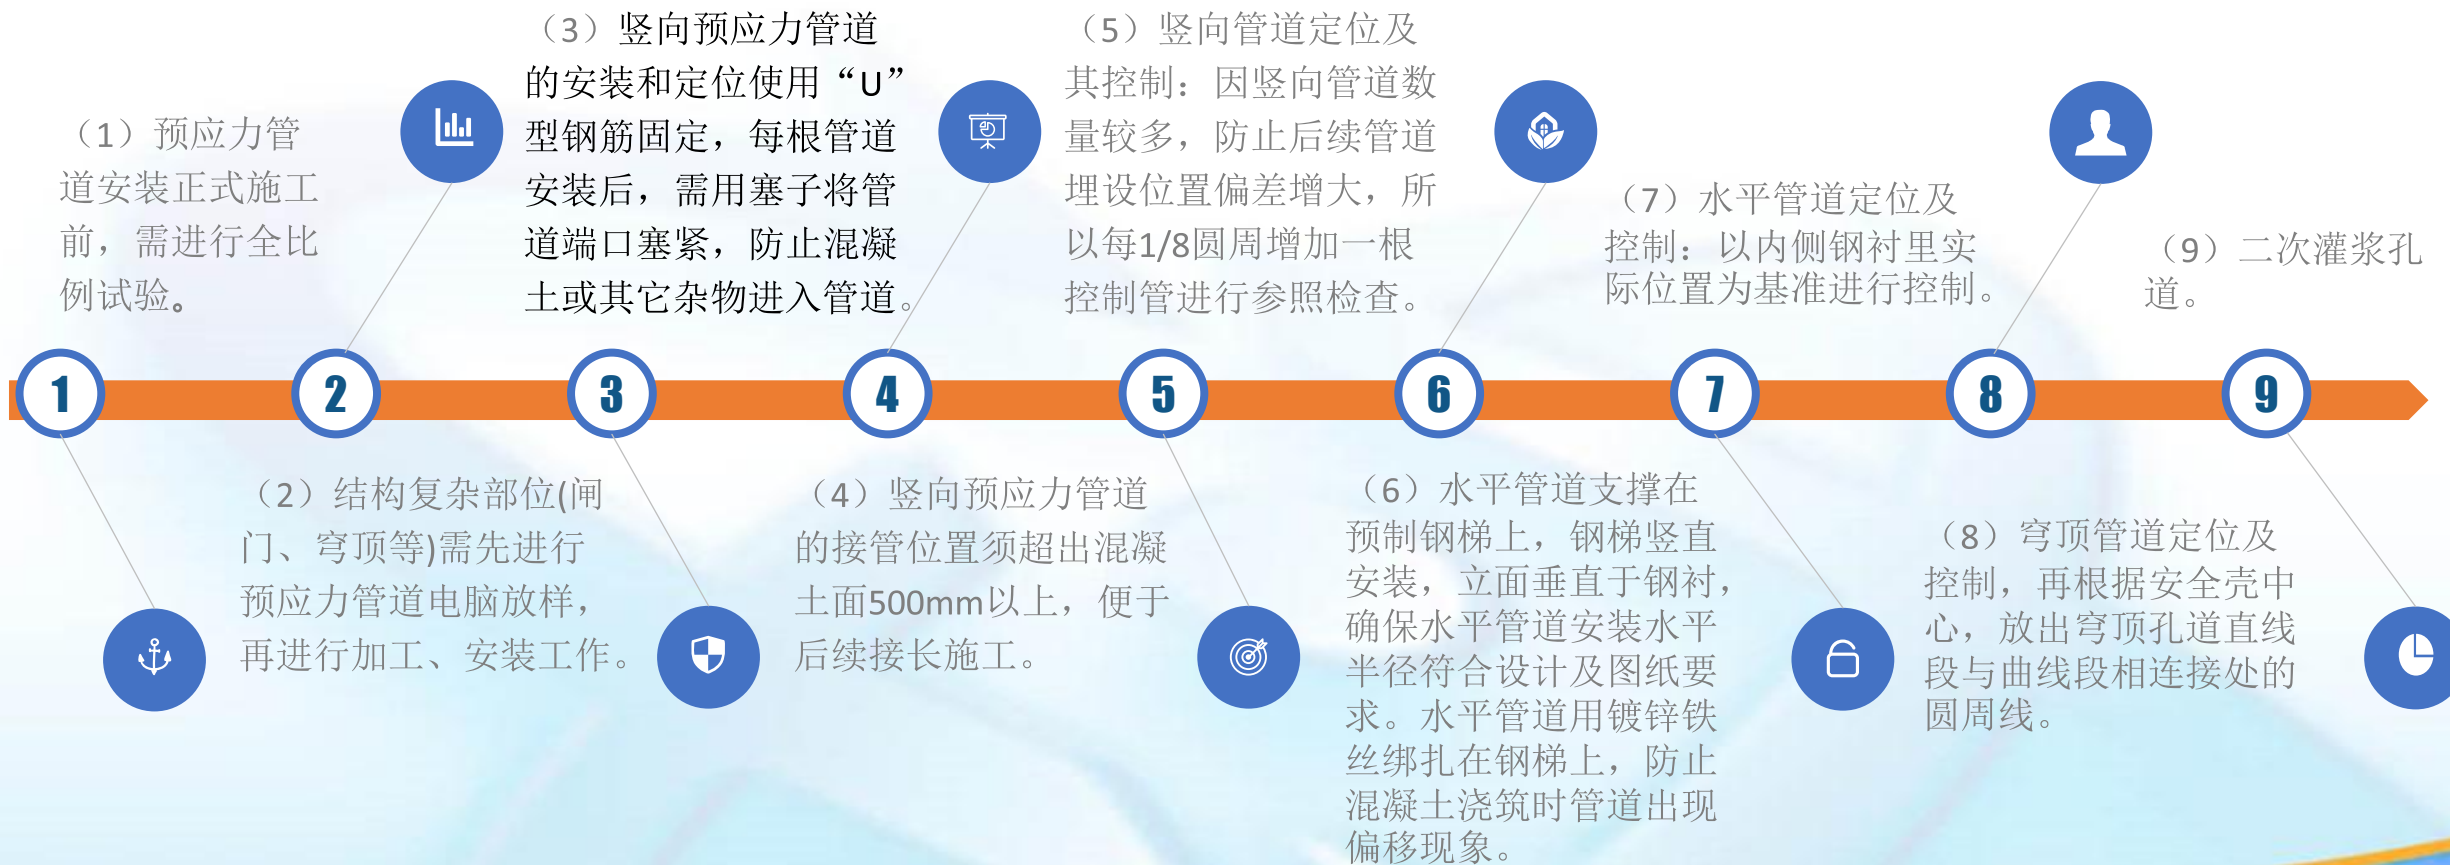 （1）预应力管
道安装正式施工
前，需进行全比
例试验。
（3）竖向预应力管道
的安装和定位使用“U”
型钢筋固定，每根管道
安装后，需用塞子将管
道端口塞紧，防止混凝
土或其它杂物进入管道。
（5）竖向管道定位及
其控制：因竖向管道数
量较多，防止后续管道
埋设位置偏差增大，所
以每1/8圆周增加一根
控制管进行参照检查。
（7）水平管道定位及
控制：以内侧钢衬里实
际位置为基准进行控制。
（9）二次灌浆孔
道。
1
2
3
4
5
6
7
8
9
（2）结构复杂部位(闸
门、穹顶等)需先进行
预应力管道电脑放样，
再进行加工、安装工作。
（4）竖向预应力管道
的接管位置须超出混凝
土面500mm以上，便于
后续接长施工。
（6）水平管道支撑在
预制钢梯上，钢梯竖直
安装，立面垂直于钢衬，
确保水平管道安装水平
半径符合设计及图纸要
求。水平管道用镀锌铁
丝绑扎在钢梯上，防止
混凝土浇筑时管道出现
偏移现象。
（8）穹顶管道定位及
控制，再根据安全壳中
心，放出穹顶孔道直线
段与曲线段相连接处的
圆周线。